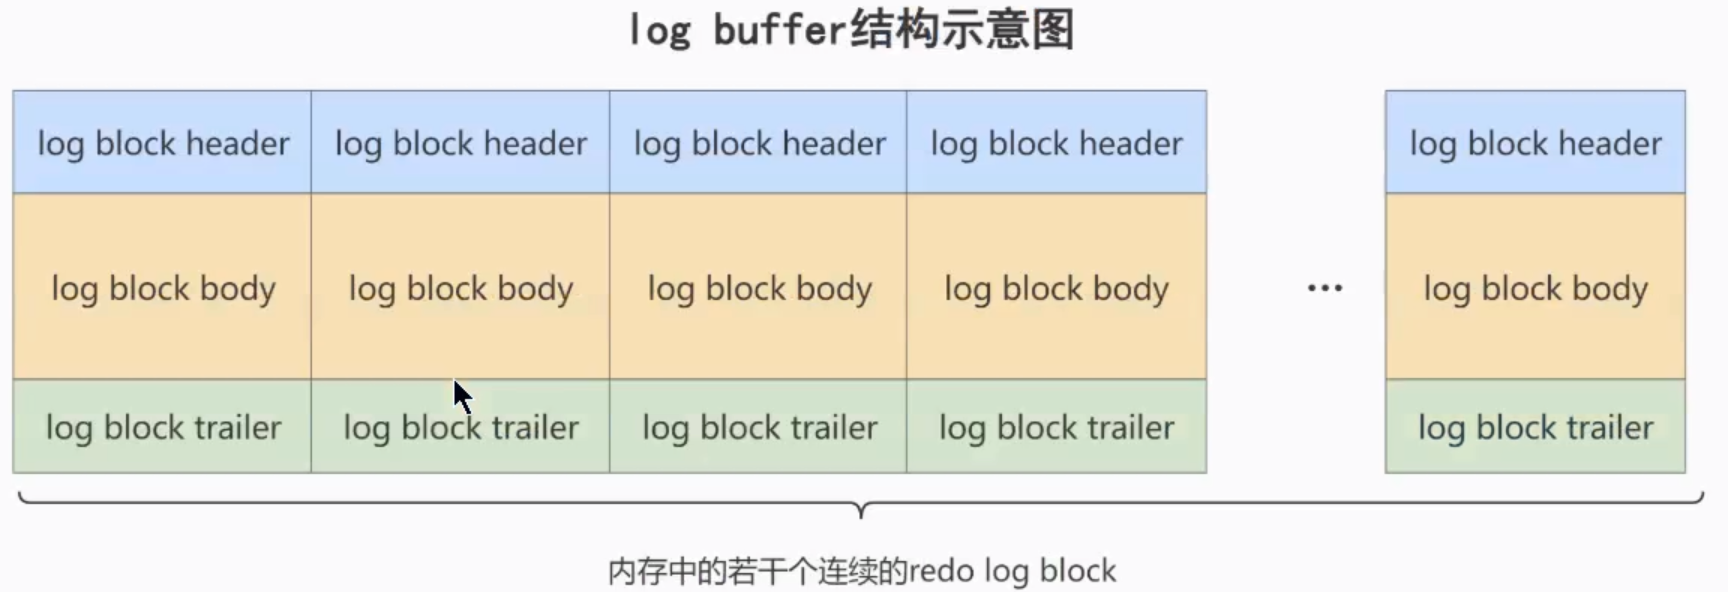 log buffer结构示意图
log block header log block header log block header log block header log block header
log block body log block body log block body log block body ... log block body
log block trailer log block trailer log block trailer log block trailer log block trailer
内存中的若干个连续的redo log block